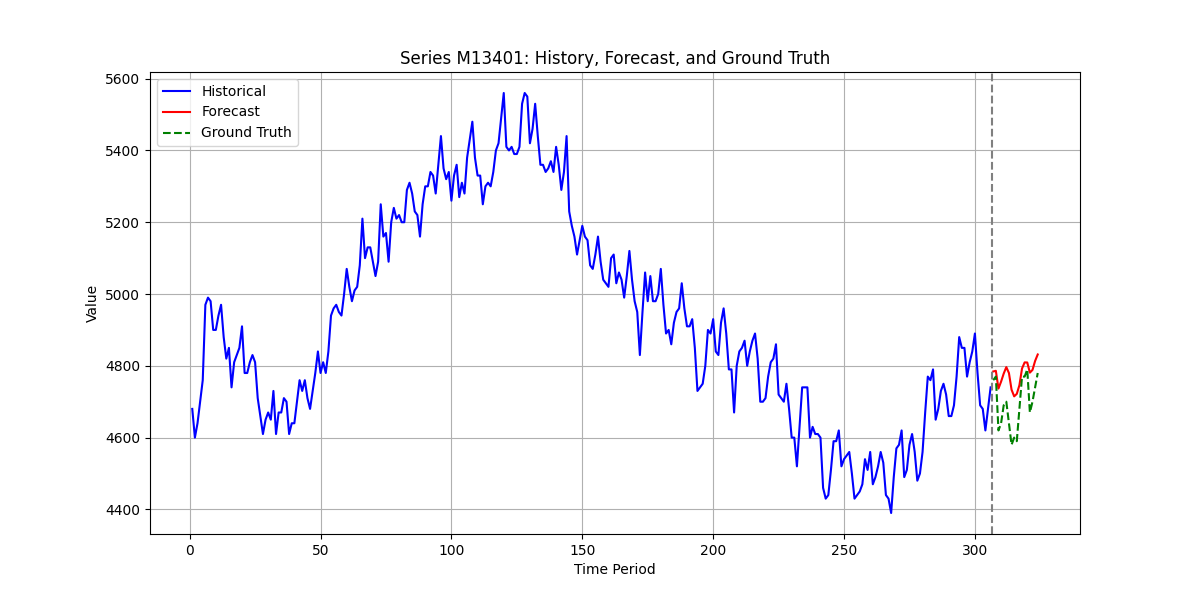 Series M13401: History, Forecast, and Ground Truth
Historical
Forecast
Ground Truth
5600
5400
5200
5000
4800
4600
4400
Value
0 50 100 150 200 250 300
Time Period